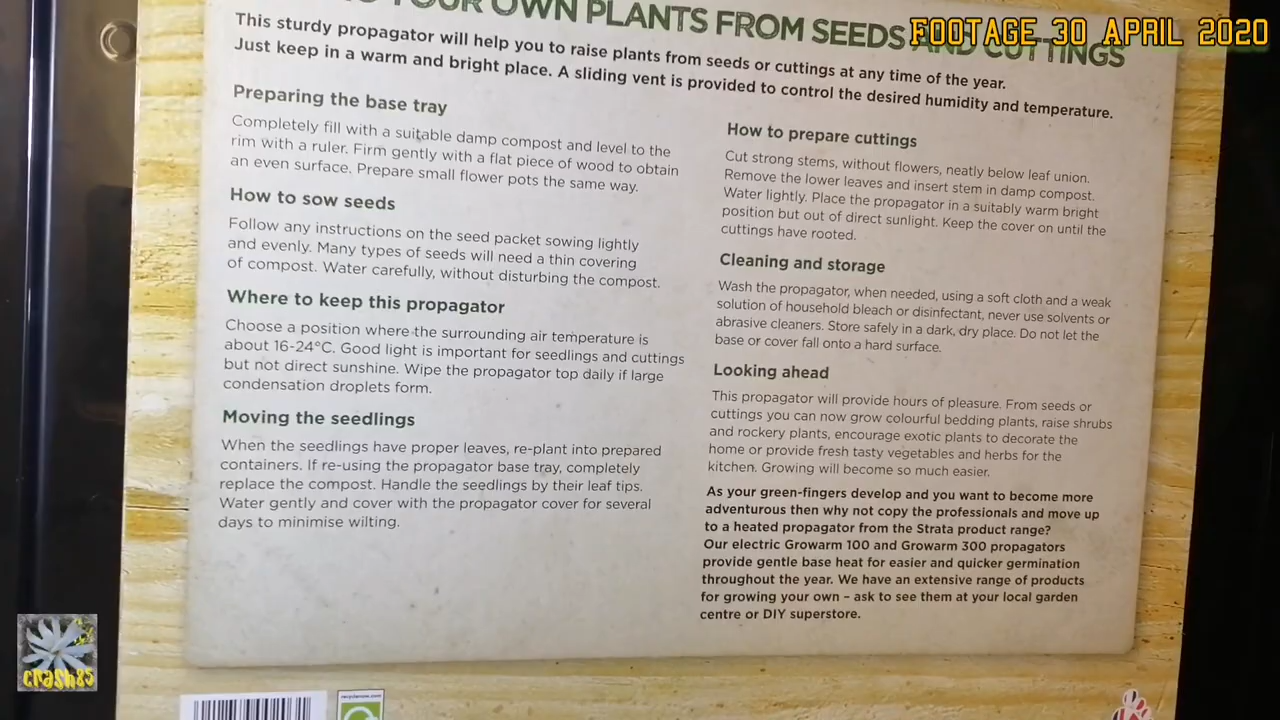 YOUR OWN PLANTS FROM SEEDS AND CUTTINGS
FOOTAGE 30 APRIL 2020
This sturdy propagator will help you to raise plants from seeds or cuttings at any time of the year.
Just keep in a warm and bright place. A sliding vent is provided to control the desired humidity and temperature.
Preparing the base tray
Completely fill with a suitable damp compost and level to the
rim with a ruler. Firm gently with a flat piece of wood to obtain
an even surface. Prepare small flower pots the same way.
How to sow seeds
Follow any instructions on the seed packet sowing lightly
and evenly. Many types of seeds will need a thin covering
of compost. Water carefully, without disturbing the compost.
Where to keep this propagator
Choose a position where the surrounding air temperature is
about 16-24°C. Good light is important for seedlings and cuttings
but not direct sunshine. Wipe the propagator top daily if large
condensation droplets form.
Moving the seedlings
When the seedlings have proper leaves, re-plant into prepared
containers. If re-using the propagator base tray, completely
replace the compost. Handle the seedlings by their leaf tips.
Water gently and cover with the propagator cover for several
days to minimise wilting.
How to prepare cuttings
Cut strong stems, without flowers, neatly below leaf union.
Remove the lower leaves and insert stem in damp compost.
Water lightly. Place the propagator in a suitably warm bright
position but out of direct sunlight. Keep the cover on until the
cuttings have rooted.
Cleaning and storage
Wash the propagator, when needed, using a soft cloth and a weak
solution of household bleach or disinfectant, never use solvents or
abrasive cleaners. Store safely in a dark, dry place. Do not let the
base or cover fall onto a hard surface.
Looking ahead
This propagator will provide hours of pleasure. From seeds or
cuttings you can now grow colourful bedding plants, raise shrubs
and rockery plants, encourage exotic plants to decorate the
home or provide fresh tasty vegetables and herbs for the
kitchen. Growing will become so much easier.
As your green-fingers develop and you want to become more
adventurous then why not copy the professionals and move up
to a heated propagator from the Strata product range?
Our electric Growarm 100 and Growarm 300 propagators
provide gentle base heat for easier and quicker germination
throughout the year. We have an extensive range of products
for growing your own – ask to see them at your local garden
centre or DIY superstore.
crash85
recyclenow.com